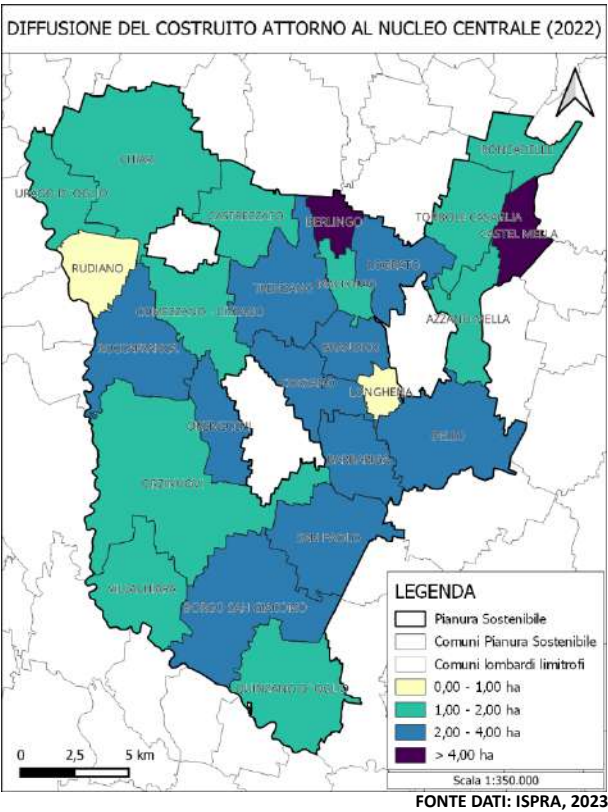 DIFFUSIONE DEL COSTRUITO ATTORNO AL NUCLEO CENTRALE (2022)
RONCADELLE
CHIARI
URAGO D'OGLIO
CASTREZZATO
BERLINGO
TORBOLE CASAGLIA
CASTEL MELLA
RUDIANO
LOGRATO
TRENZANO
MACLODIO
COMEZZANO - CIZZAGO
AZZANO MELLA
ROCCAFRANCA
BRANDICO
CORZANO
LONGHENA
ORZIVECCHI
DELLO
BARBARIGA
ORZINUOVI
SAN PAOLO
VILLACHIARA
BORGO SAN GIACOMO
QUINZANO D'OGLIO
LEGENDA
Pianura Sostenibile
Comuni Pianura Sostenibile
Comuni lombardi limitrofi
0,00 - 1,00 ha
1,00 - 2,00 ha
2,00 - 4,00 ha
> 4,00 ha
0 2,5 5 km
Scala 1:350.000
FONTE DATI: ISPRA, 2023